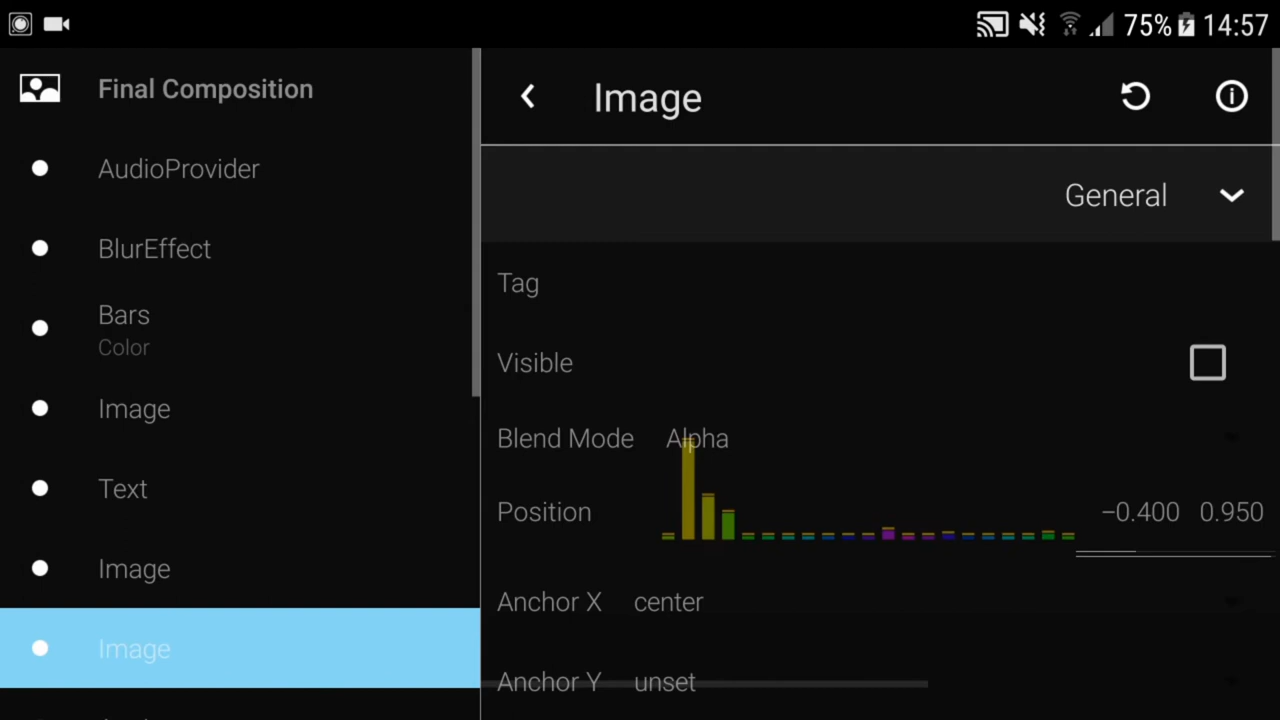 75% 14:57
Final Composition
AudioProvider
BlurEffect
Bars
Color
Image
Text
Image
Image
Image
General
Tag
Visible
Blend Mode Alpha
Position −0.400 0.950
Anchor X center
Anchor Y unset